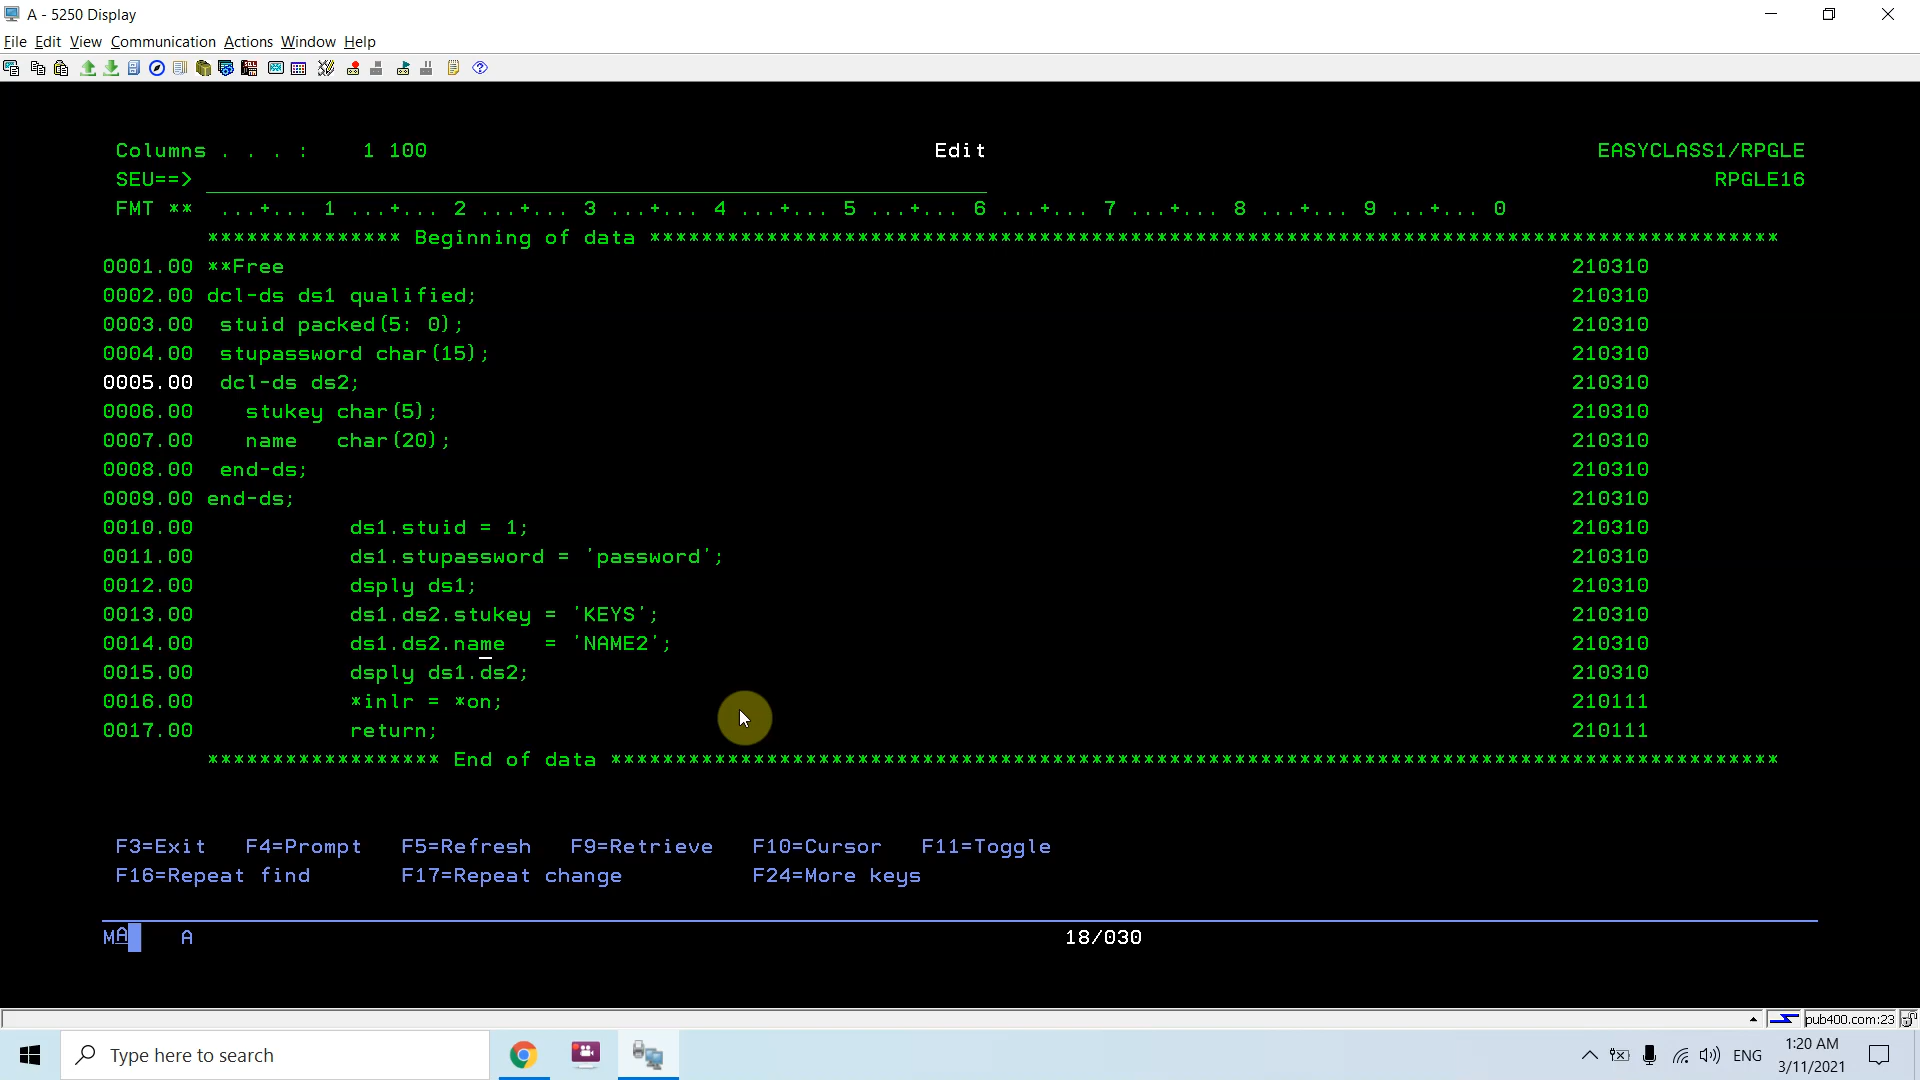 A - 5250 Display
File Edit View Communication Actions Window Help
Columns . . . :    1 100                                       Edit                                               EASYCLASS1/RPGLE
SEU==>                                                                                                                     RPGLE16
FMT **  ...+... 1 ...+... 2 ...+... 3 ...+... 4 ...+... 5 ...+... 6 ...+... 7 ...+... 8 ...+... 9 ...+... 0
*************** Beginning of data ***************************************************************************************
0001.00 **Free 210310
0002.00 dcl-ds ds1 qualified; 210310
0003.00  stuid packed(5: 0); 210310
0004.00  stupassword char(15); 210310
0005.00  dcl-ds ds2; 210310
0006.00    stukey char(5); 210310
0007.00    name   char(20); 210310
0008.00  end-ds; 210310
0009.00 end-ds; 210310
0010.00            ds1.stuid = 1; 210310
0011.00            ds1.stupassword = 'password'; 210310
0012.00            dsply ds1; 210310
0013.00            ds1.ds2.stukey = 'KEYS'; 210310
0014.00            ds1.ds2.name   = 'NAME2'; 210310
0015.00            dsply ds1.ds2; 210310
0016.00            *inlr = *on; 210111
0017.00            return; 210111
****************** End of data ******************************************************************************************
F3=Exit   F4=Prompt   F5=Refresh   F9=Retrieve   F10=Cursor   F11=Toggle
F16=Repeat find       F17=Repeat change          F24=More keys
MA    A    18/030
pub400.com:23
Type here to search
ENG
1:20 AM
3/11/2021